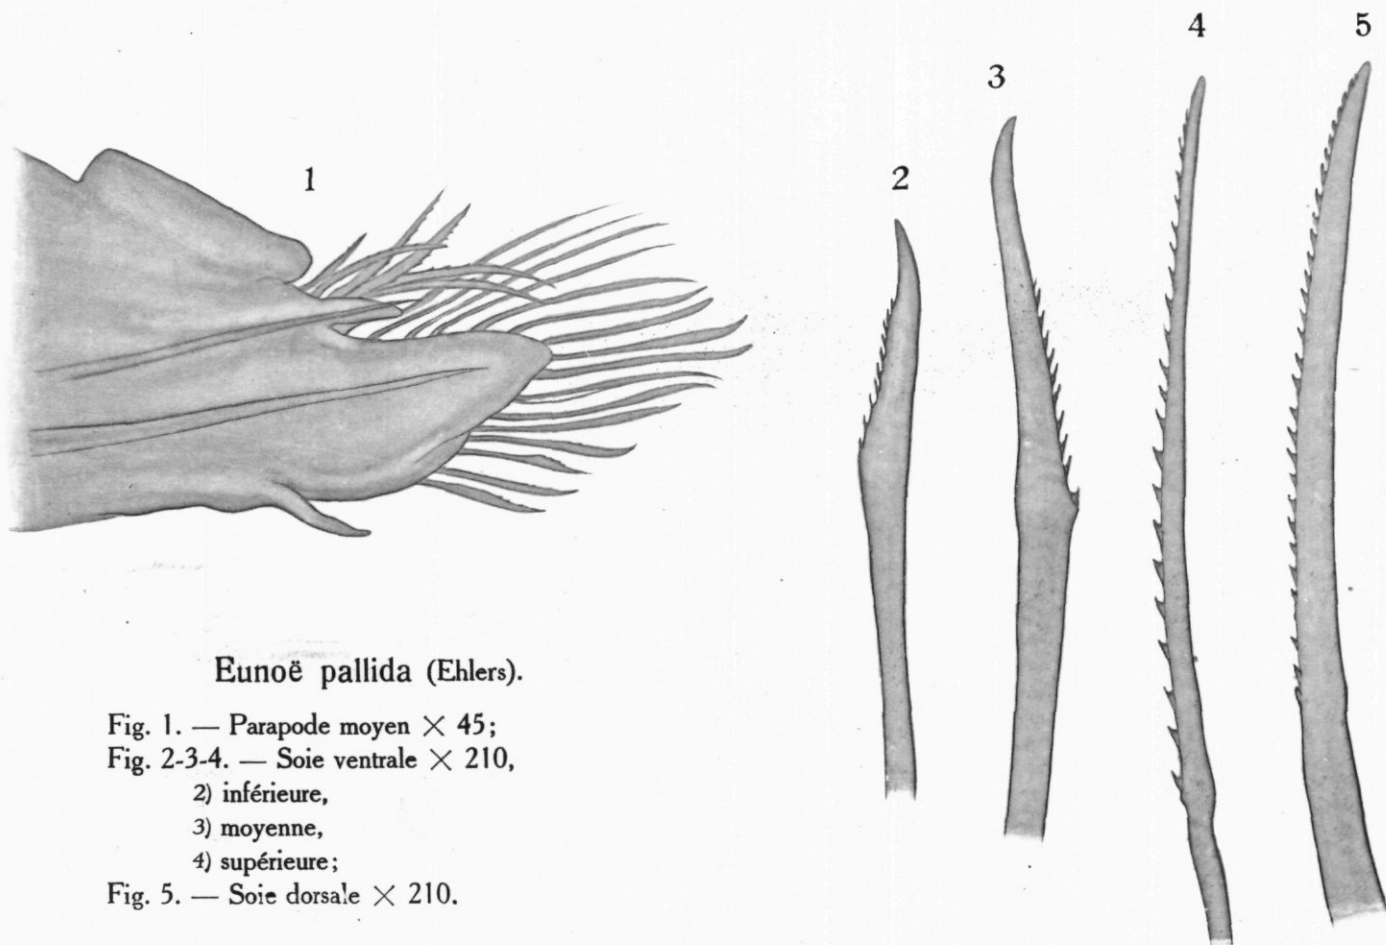 1
2
3
4
5
Eunoë pallida (Ehlers).
Fig. 1. — Parapode moyen × 45;
Fig. 2-3-4. — Soie ventrale × 210,
2) inférieure,
3) moyenne,
4) supérieure;
Fig. 5. — Soie dorsale × 210.